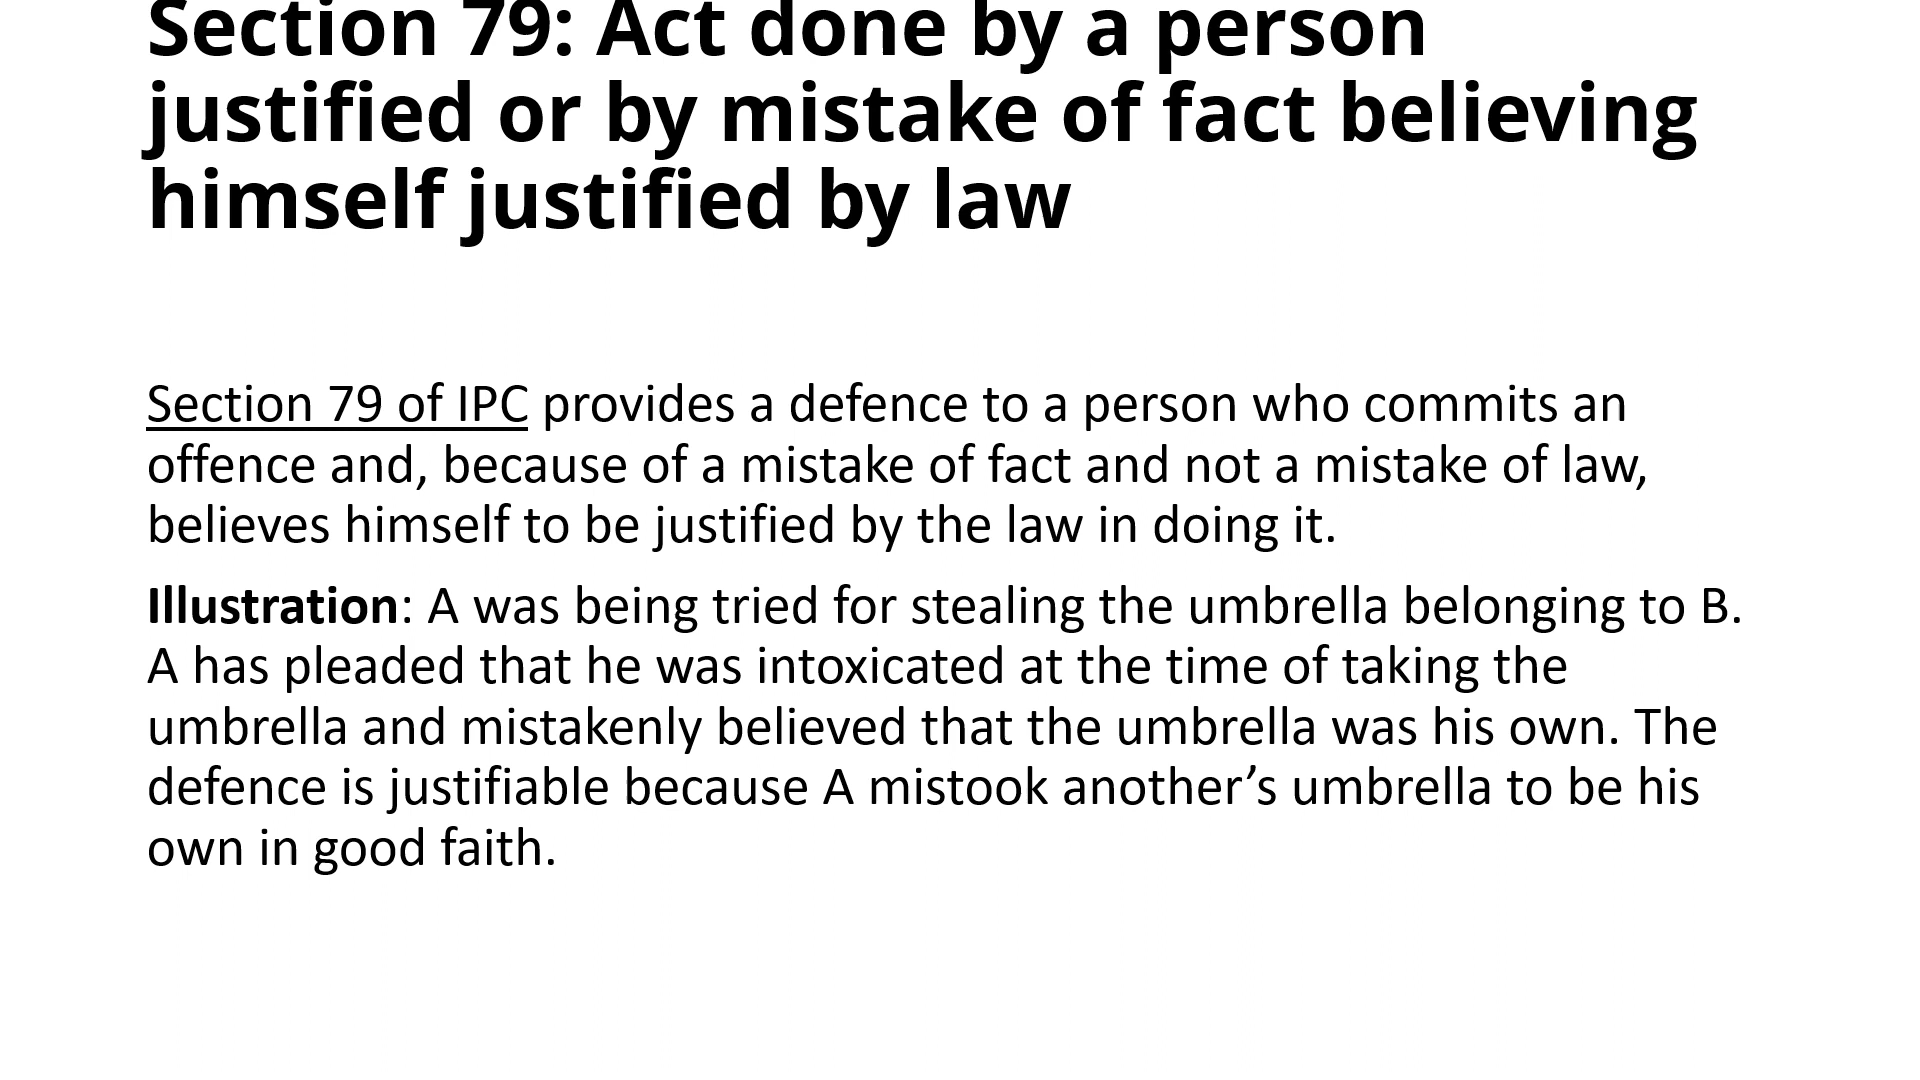 Section 79: Act done by a person
justified or by mistake of fact believing
himself justified by law
Section 79 of IPC provides a defence to a person who commits an
offence and, because of a mistake of fact and not a mistake of law,
believes himself to be justified by the law in doing it.
Illustration: A was being tried for stealing the umbrella belonging to B.
A has pleaded that he was intoxicated at the time of taking the
umbrella and mistakenly believed that the umbrella was his own. The
defence is justifiable because A mistook another’s umbrella to be his
own in good faith.